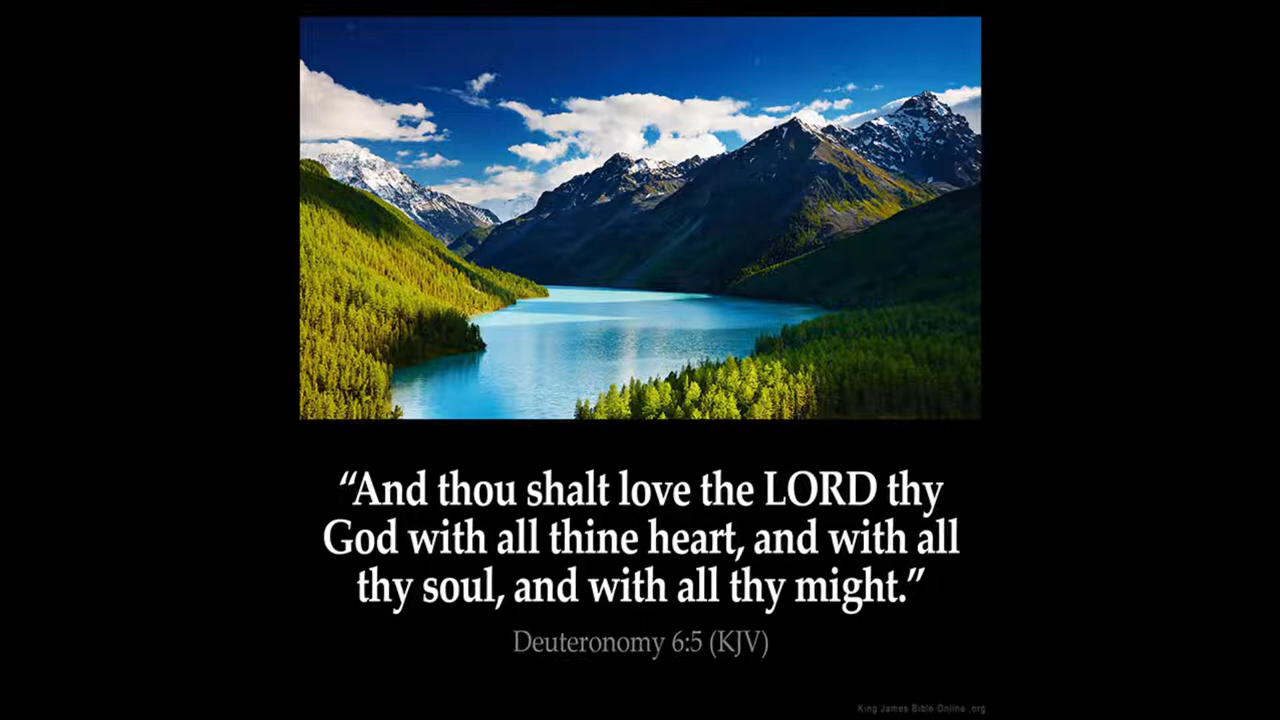 “And thou shalt love the LORD thy
God with all thine heart, and with all
thy soul, and with all thy might.”
Deuteronomy 6:5 (KJV)
King James Bible Online .org